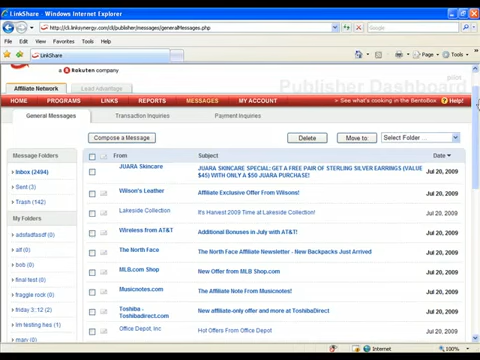 LinkShare - Windows Internet Explorer
http://cli.linksynergy.com/cli/publisher/messages/generalMessages.php
Google
File Edit View Favorites Tools Help
LinkShare
Page Tools
a Rakuten company
Publisher Dashboard
Affiliate Network
Lead Advantage
HOME PROGRAMS LINKS REPORTS MESSAGES MY ACCOUNT
» See what's cooking in the BentoBox
Help!
General Messages Transaction Inquiries Payment Inquiries
Compose a Message
Delete
Move to:
Select Folder...
Message Folders
Inbox (2494)
Sent (3)
Trash (142)
My Folders
adsfasdfasdf (0)
alf (0)
bob (0)
final test (0)
fraggle rock (0)
friday 3: 12 (2)
lm testing hes (1)
From Subject Date
JUARA Skincare
JUARA SKINCARE SPECIAL: GET A FREE PAIR OF STERLING SILVER EARRINGS (VALUE
$45) WITH ONLY A $50 JUARA PURCHASE!
Jul 20, 2009
Wilson's Leather Affiliate Exclusive Offer From Wilsons! Jul 20, 2009
Lakeside Collection It's Harvest 2009 Time at Lakeside Collection! Jul 20, 2009
Wireless from AT&T Additional Bonuses in July with AT&T! Jul 20, 2009
The North Face The North Face Affiliate Newsletter - New Backpacks Just Arrived Jul 20, 2009
MLB.com Shop New Offer from MLB Shop.com Jul 20, 2009
Musicnotes.com The Affiliate Note From Musicnotes! Jul 20, 2009
Toshiba -
Toshibadirect.com
New affiliate-only offer and more at ToshibaDirect Jul 20, 2009
Office Depot, Inc Hot Offers From Office Depot Jul 20, 2009
Internet
100%